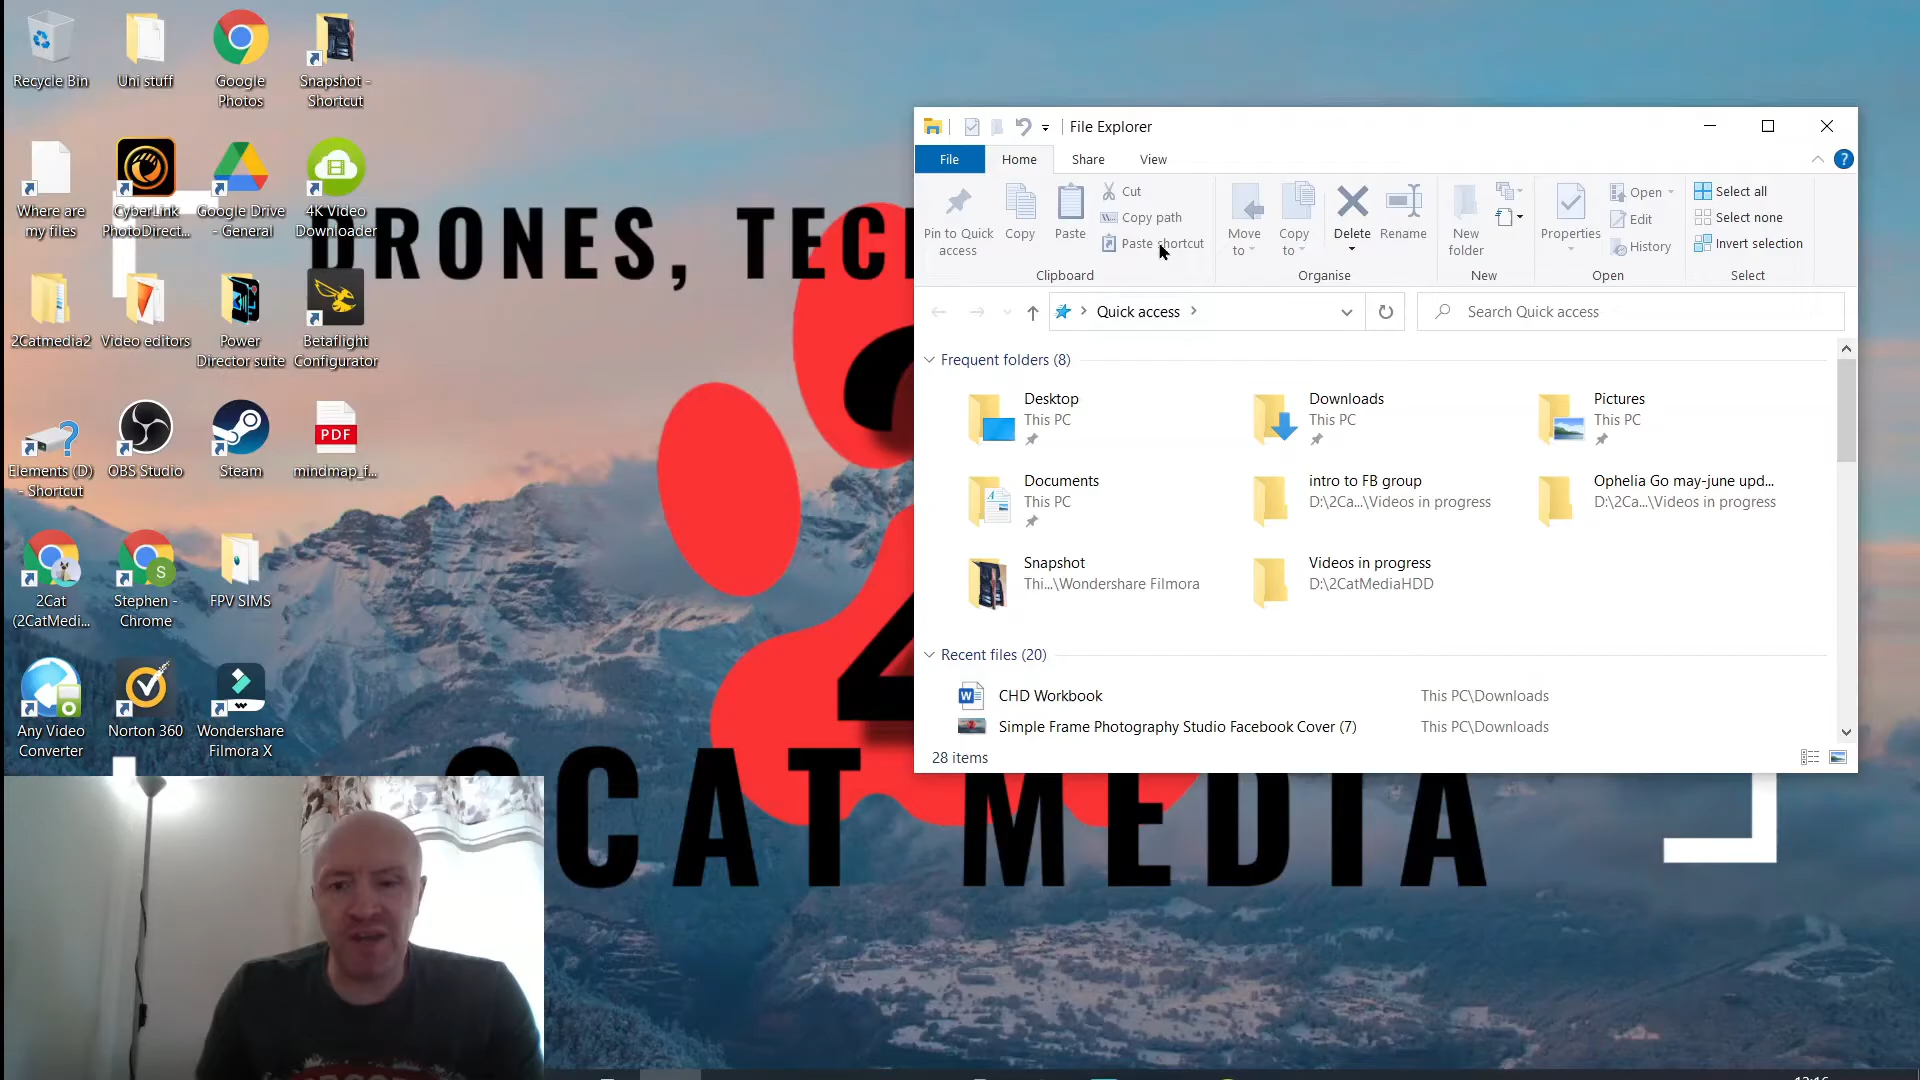 Recycle Bin
Uni stuff
Google
Photos
Snapshot -
Shortcut
Where are
my files
CyberLink
PhotoDirect...
Google Drive
- General
4K Video
Downloader
2Catmedia2
Video editors
Power
Director suite
Betaflight
Configurator
Elements (D)
- Shortcut
OBS Studio
Steam
PDF
mindmap_f...
2Cat
(2CatMedi...
S
Stephen -
Chrome
FPV SIMS
Any Video
Converter
Norton 360
Wondershare
Filmora X
DRONES, TEC
CAT MEDIA
File Explorer
File
Home
Share
View
?
Pin to Quick
access
Copy
Paste
Cut
Copy path
Paste shortcut
Clipboard
Move
to
Copy
to
Delete
Rename
Organise
New
folder
New
Properties
Open
Edit
History
Open
Select all
Select none
Invert selection
Select
Quick access
Search Quick access
Frequent folders (8)
Desktop
This PC
Downloads
This PC
Pictures
This PC
Documents
This PC
intro to FB group
D:\2Ca...\Videos in progress
Ophelia Go may-june upd...
D:\2Ca...\Videos in progress
Snapshot
Thi...\Wondershare Filmora
Videos in progress
D:\2CatMediaHDD
Recent files (20)
W
CHD Workbook
This PC\Downloads
Simple Frame Photography Studio Facebook Cover (7)
This PC\Downloads
28 items